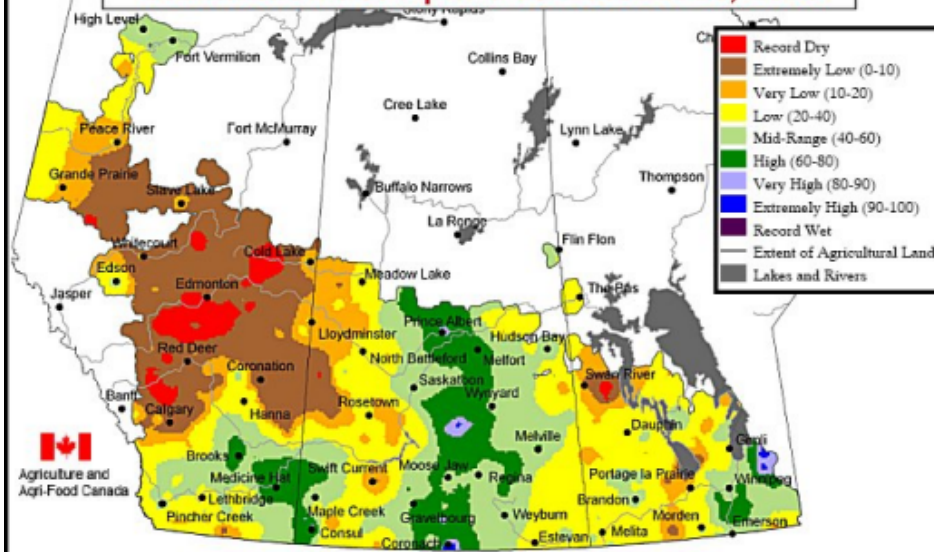 High Level
Stony Rapids
Fort Vermilion
Collins Bay
Cree Lake
Peace River
Fort McMurray
Lynn Lake
Grande Prairie
Slave Lake
Buffalo Narrows
Thompson
La Ronge
Whitecourt
Cold Lake
Flin Flon
Edson
Meadow Lake
Jasper
Edmonton
The Pas
Prince Albert
Lloydminster
Hudson Bay
Red Deer
North Battleford
Melfort
Coronation
Saskatoon
Swan River
Banff
Wynyard
Calgary
Hanna
Rosetown
Dauphin
Brooks
Melville
Gimli
Medicine Hat
Swift Current
Moose Jaw
Regina
Portage la Prairie
Winnipeg
Lethbridge
Maple Creek
Brandon
Pincher Creek
Gravelbourg
Weyburn
Morden
Emerson
Consul
Melita
Coronach
Estevan
Record Dry
Extremely Low (0-10)
Very Low (10-20)
Low (20-40)
Mid-Range (40-60)
High (60-80)
Very High (80-90)
Extremely High (90-100)
Record Wet
Extent of Agricultural Land
Lakes and Rivers
Agriculture and
Agri-Food Canada